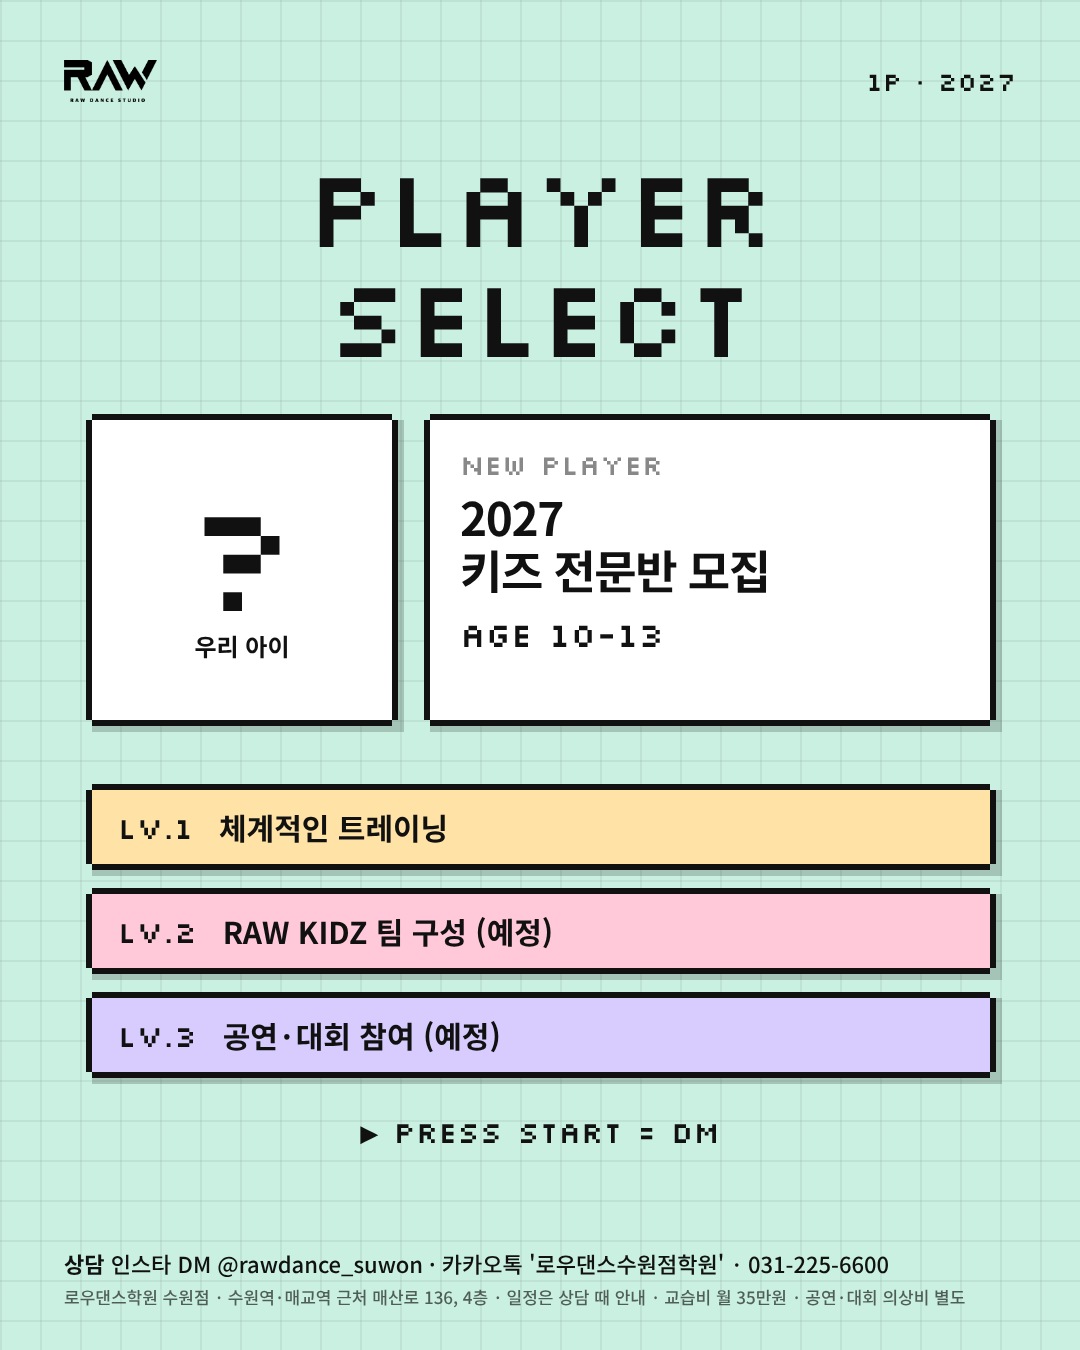 RAW
RAW DANCE STUDIO
1P · 2027
PLAYER
SELECT
?
우리 아이
NEW PLAYER
2027
키즈 전문반 모집
AGE 10-13
LV.1 체계적인 트레이닝
LV.2 RAW KIDZ 팀 구성 (예정)
LV.3 공연·대회 참여 (예정)
▶ PRESS START = DM
상담 인스타 DM @rawdance_suwon · 카카오톡 '로우댄스수원점학원' · 031-225-6600
로우댄스학원 수원점 · 수원역·매교역 근처 매산로 136, 4층 · 일정은 상담 때 안내 · 교습비 월 35만원 · 공연·대회 의상비 별도